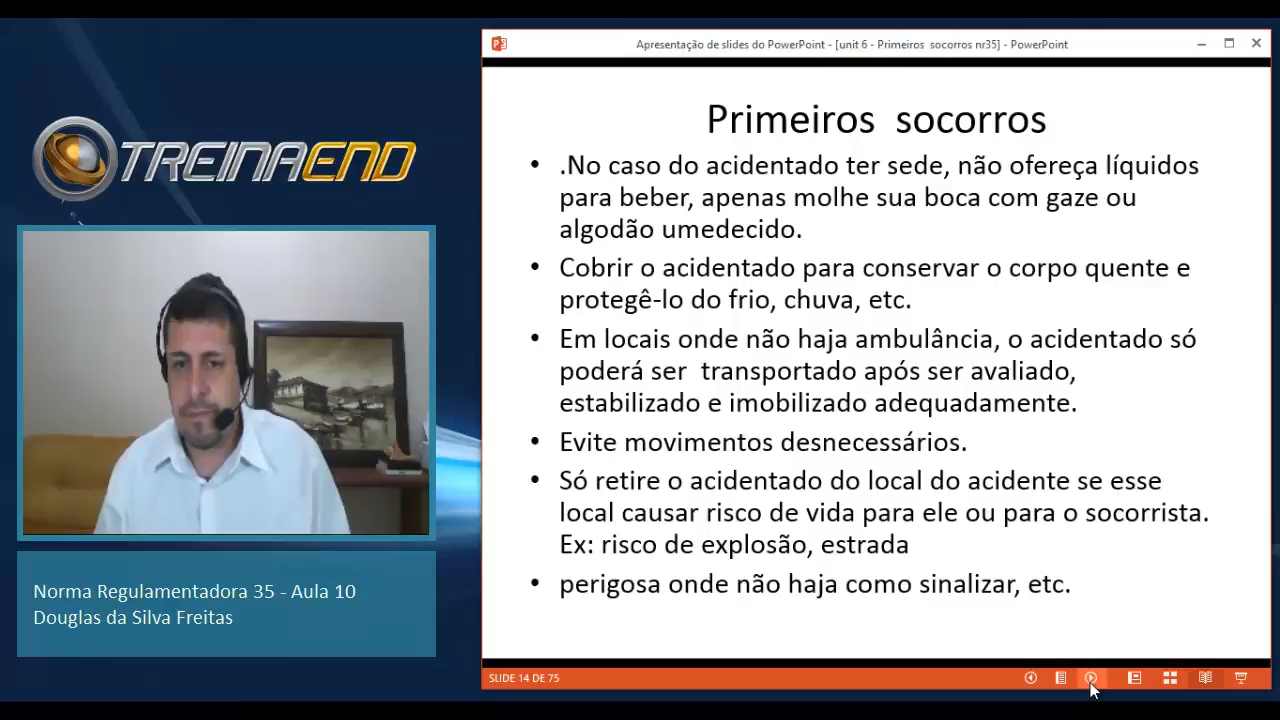 TREINAEND
Norma Regulamentadora 35 - Aula 10
Douglas da Silva Freitas
Apresentação de slides do PowerPoint - [unit 6 - Primeiros socorros nr35] - PowerPoint
Primeiros socorros
• .No caso do acidentado ter sede, não ofereça líquidos
para beber, apenas molhe sua boca com gaze ou
algodão umedecido.
• Cobrir o acidentado para conservar o corpo quente e
protegê-lo do frio, chuva, etc.
• Em locais onde não haja ambulância, o acidentado só
poderá ser transportado após ser avaliado,
estabilizado e imobilizado adequadamente.
• Evite movimentos desnecessários.
• Só retire o acidentado do local do acidente se esse
local causar risco de vida para ele ou para o socorrista.
Ex: risco de explosão, estrada
• perigosa onde não haja como sinalizar, etc.
SLIDE 14 DE 75